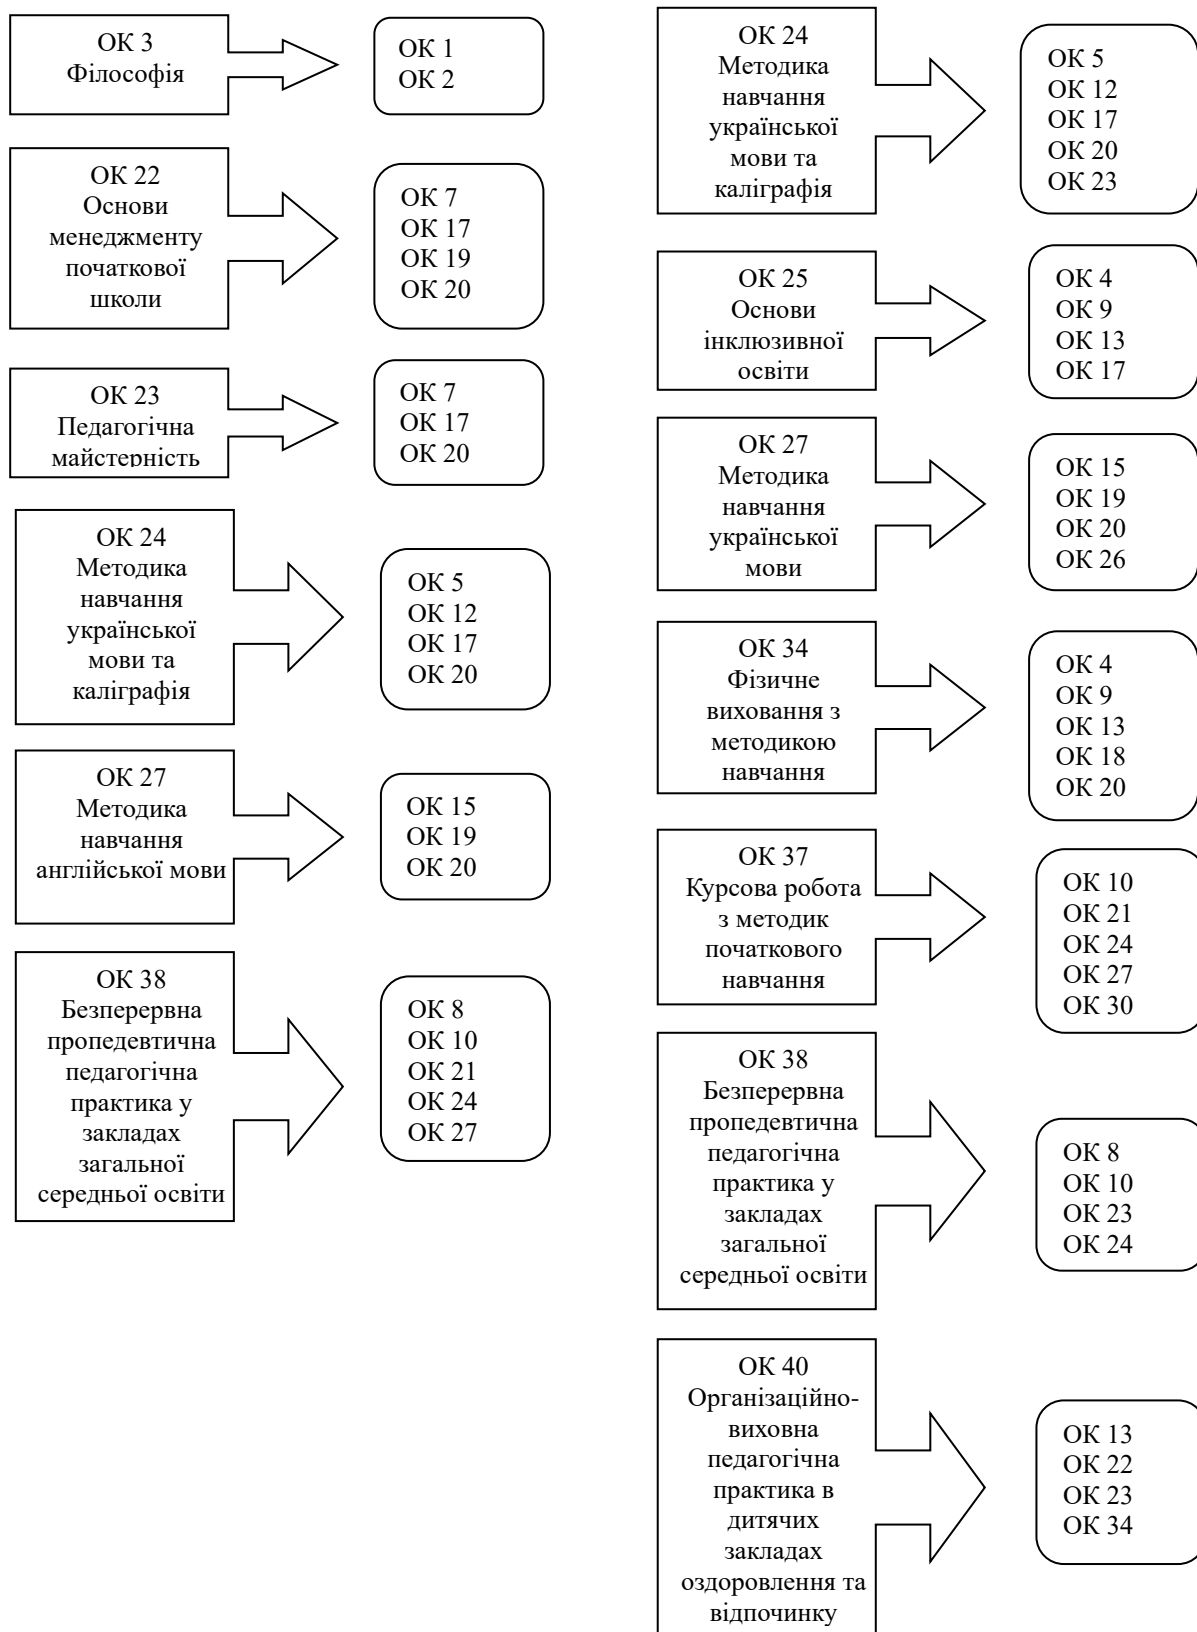 ОК 3
Філософія
ОК 1
ОК 2
ОК 22
Основи
менеджменту
початкової
школи
ОК 7
ОК 17
ОК 19
ОК 20
ОК 23
Педагогічна
майстерність
ОК 7
ОК 17
ОК 20
ОК 24
Методика
навчання
української
мови та
каліграфія
ОК 5
ОК 12
ОК 17
ОК 20
ОК 27
Методика
навчання
англійської мови
ОК 15
ОК 19
ОК 20
ОК 38
Безперервна
пропедевтична
педагогічна
практика у
закладах
загальної
середньої освіти
ОК 8
ОК 10
ОК 21
ОК 24
ОК 27
ОК 24
Методика
навчання
української
мови та
каліграфія
ОК 5
ОК 12
ОК 17
ОК 20
ОК 23
ОК 25
Основи
інклюзивної
освіти
ОК 4
ОК 9
ОК 13
ОК 17
ОК 27
Методика
навчання
української
мови
ОК 15
ОК 19
ОК 20
ОК 26
ОК 34
Фізичне
виховання з
методикою
навчання
ОК 4
ОК 9
ОК 13
ОК 18
ОК 20
ОК 37
Курсова робота
з методик
початкового
навчання
ОК 10
ОК 21
ОК 24
ОК 27
ОК 30
ОК 38
Безперервна
пропедевтична
педагогічна
практика у
закладах
загальної
середньої освіти
ОК 8
ОК 10
ОК 23
ОК 24
ОК 40
Організаційно-
виховна
педагогічна
практика в
дитячих
закладах
оздоровлення та
відпочинку
ОК 13
ОК 22
ОК 23
ОК 34